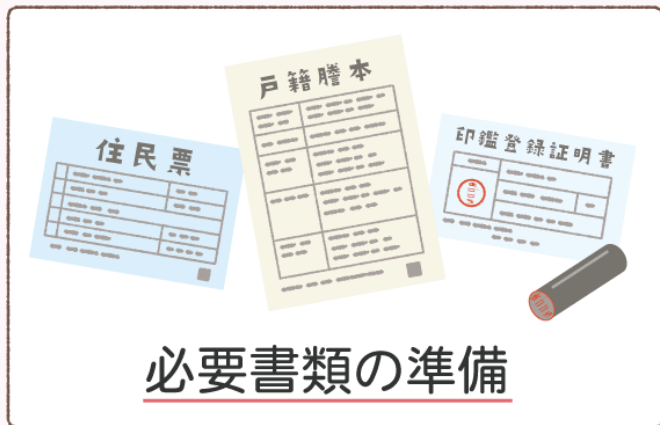 住民票
戸籍謄本
印鑑登録証明書
必要書類の準備